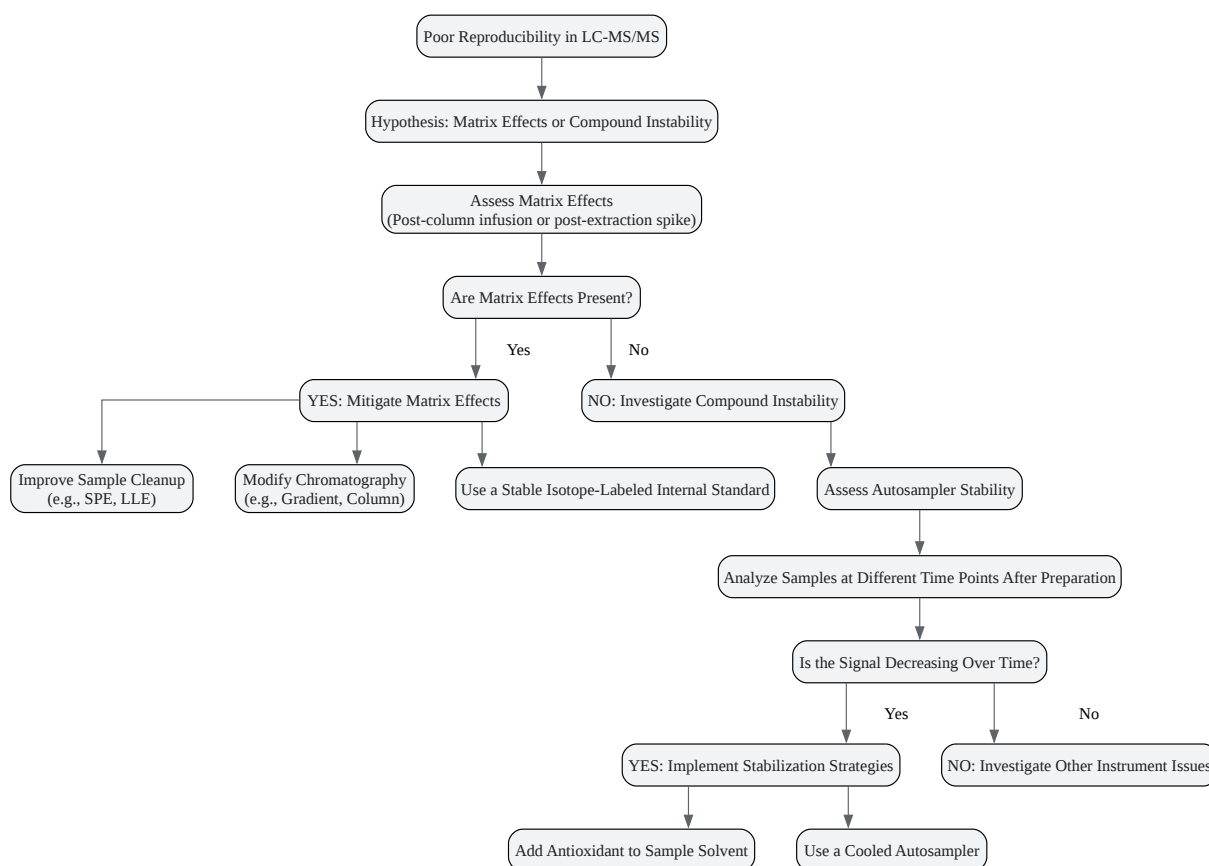 Poor Reproducibility in LC-MS/MS
Hypothesis: Matrix Effects or Compound Instability
Assess Matrix Effects
(Post-column infusion or post-extraction spike)
Are Matrix Effects Present?
Yes
No
YES: Mitigate Matrix Effects
NO: Investigate Compound Instability
Improve Sample Cleanup
(e.g., SPE, LLE)
Modify Chromatography
(e.g., Gradient, Column)
Use a Stable Isotope-Labeled Internal Standard
Assess Autosampler Stability
Analyze Samples at Different Time Points After Preparation
Is the Signal Decreasing Over Time?
Yes
No
YES: Implement Stabilization Strategies
NO: Investigate Other Instrument Issues
Add Antioxidant to Sample Solvent
Use a Cooled Autosampler